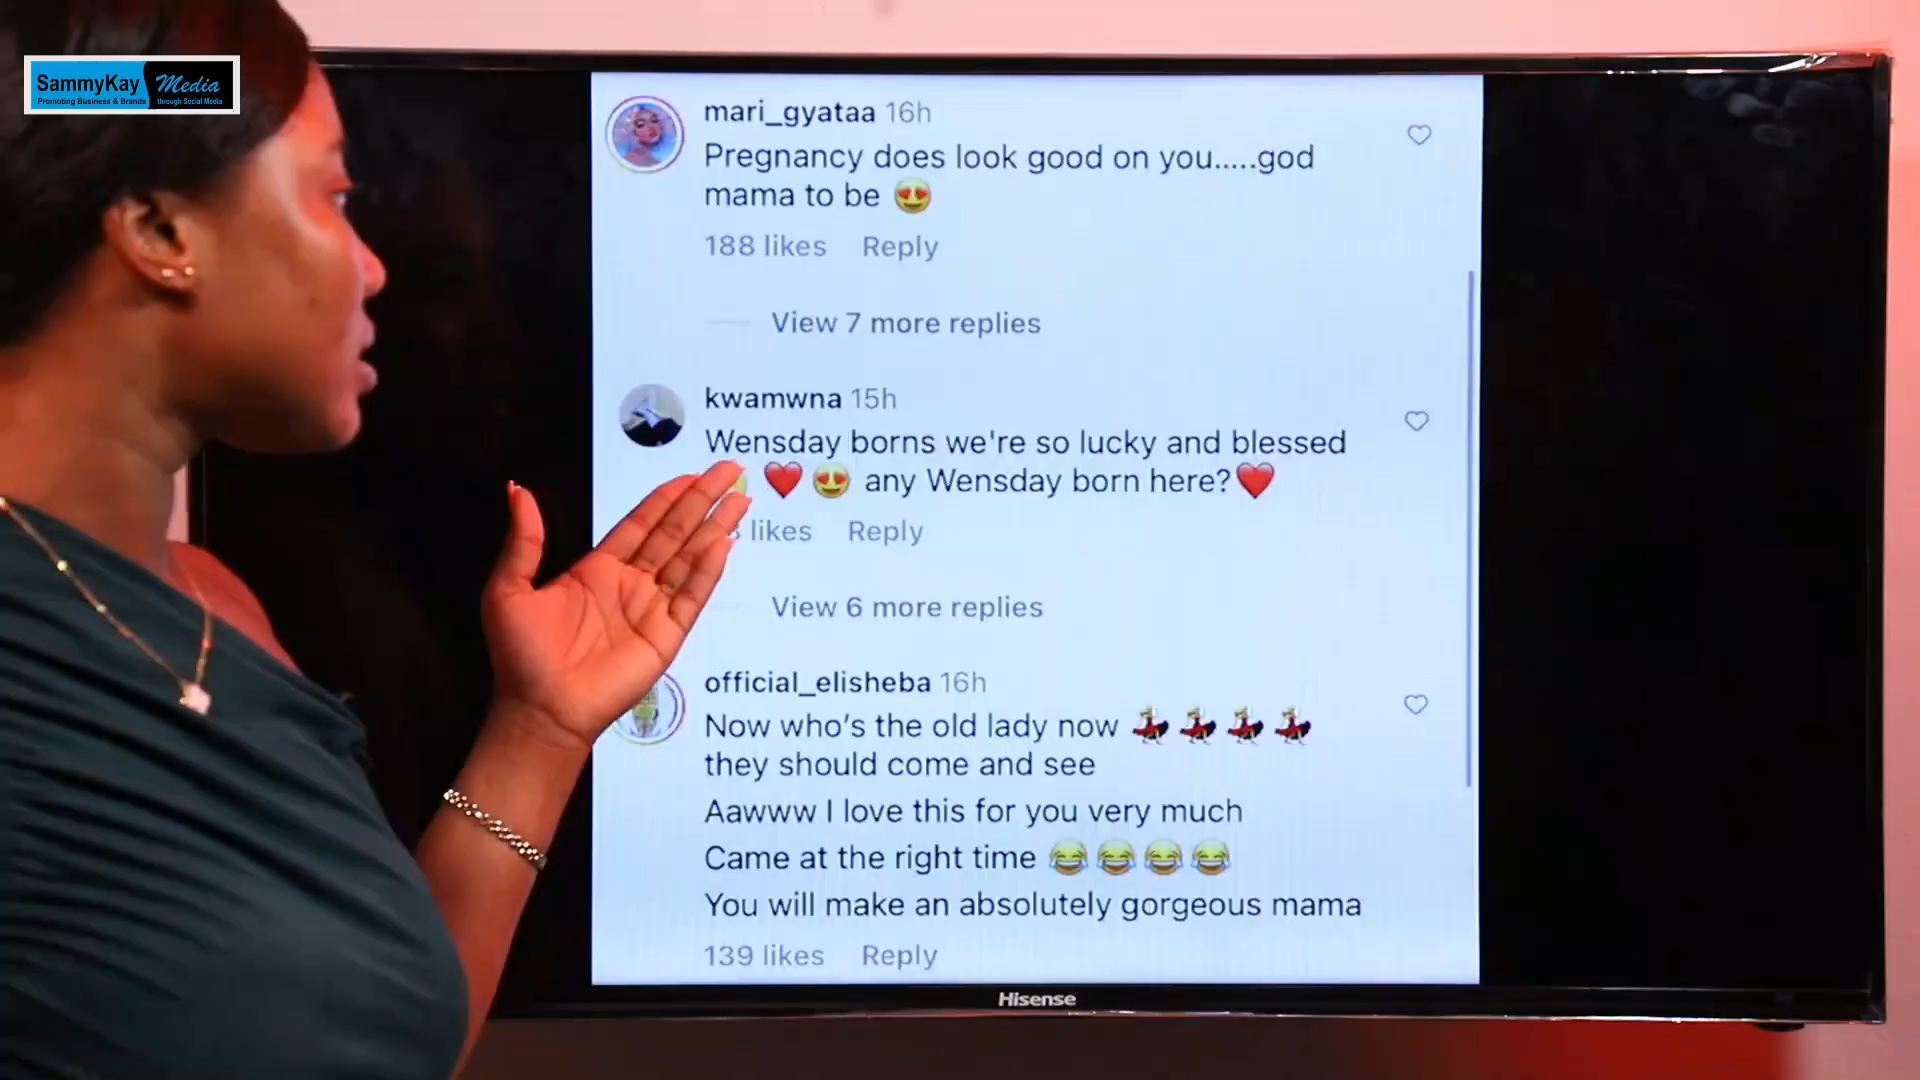 SammyKay Media
Promoting Business & Brands through Social Media
mari_gyataa 16h
Pregnancy does look good on you.....god
mama to be 😍
188 likes Reply
View 7 more replies
kwamwna 15h
Wensday borns we're so lucky and blessed
❤️😍 any Wensday born here?❤️
likes Reply
View 6 more replies
official_elisheba 16h
Now who's the old lady now 💃💃💃💃
they should come and see
Aawww I love this for you very much
Came at the right time 😂😂😂😂
You will make an absolutely gorgeous mama
139 likes Reply
Hisense